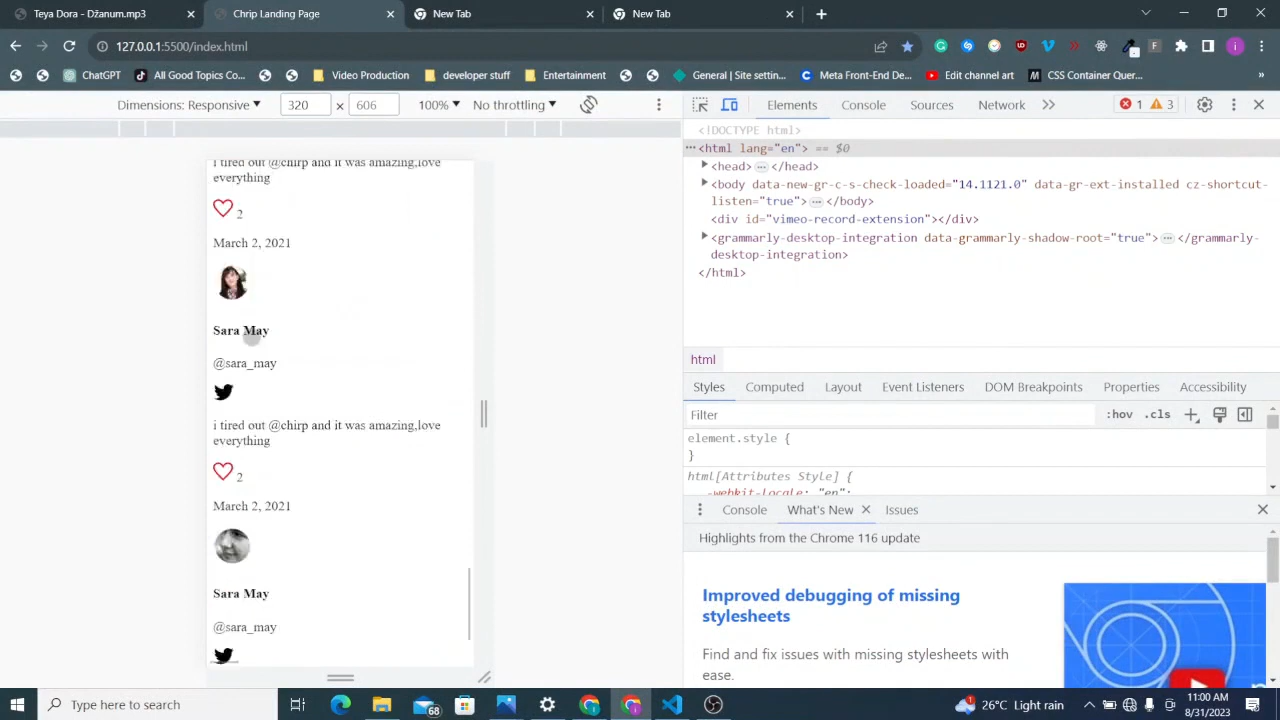 Teya Dora - Džanum.mp3
Chrip Landing Page
New Tab
New Tab
127.0.0.1:5500/index.html
ChatGPT
All Good Topics Co...
Video Production
developer stuff
Entertainment
General | Site settin...
Meta Front-End De...
Edit channel art
CSS Container Quer...
»
Dimensions: Responsive
320
×
606
100%
No throttling
Elements
Console
Sources
Network
1
3
<!DOCTYPE html>
<html lang="en"> == $0
<head> </head>
<body data-new-gr-c-s-check-loaded="14.1121.0" data-gr-ext-installed cz-shortcut-
listen="true"> </body>
<div id="vimeo-record-extension"></div>
<grammarly-desktop-integration data-grammarly-shadow-root="true"> </grammarly-
desktop-integration>
</html>
html
Styles
Computed
Layout
Event Listeners
DOM Breakpoints
Properties
Accessibility
Filter
:hov
.cls
element.style {
}
html[Attributes Style] {
-webkit-locale: "en";
Console
What's New
Issues
Highlights from the Chrome 116 update
Improved debugging of missing
stylesheets
Find and fix issues with missing stylesheets with
ease.
i tired out @chirp and it was amazing,love
everything
2
March 2, 2021
Sara May
@sara_may
i tired out @chirp and it was amazing,love
everything
2
March 2, 2021
Sara May
@sara_may
Type here to search
68
1
26°C Light rain
11:00 AM
8/31/2023